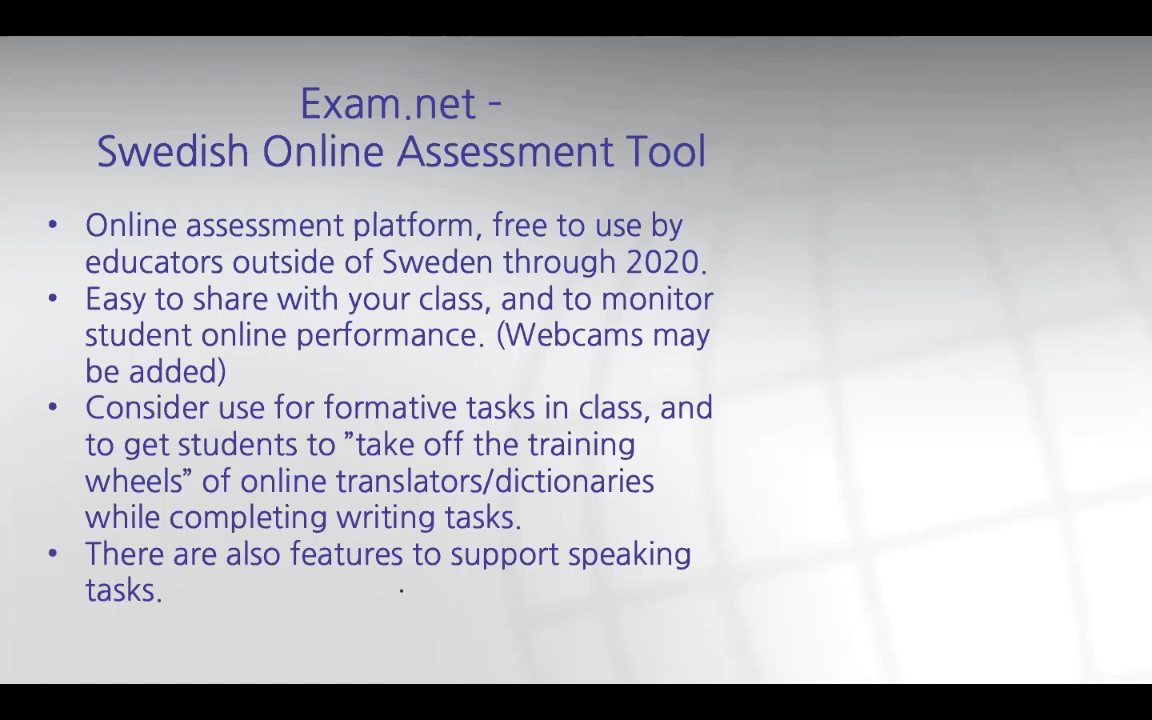 Exam.net -
Swedish Online Assessment Tool
• Online assessment platform, free to use by
educators outside of Sweden through 2020.
• Easy to share with your class, and to monitor
student online performance. (Webcams may
be added)
• Consider use for formative tasks in class, and
to get students to ”take off the training
wheels” of online translators/dictionaries
while completing writing tasks.
• There are also features to support speaking
tasks.